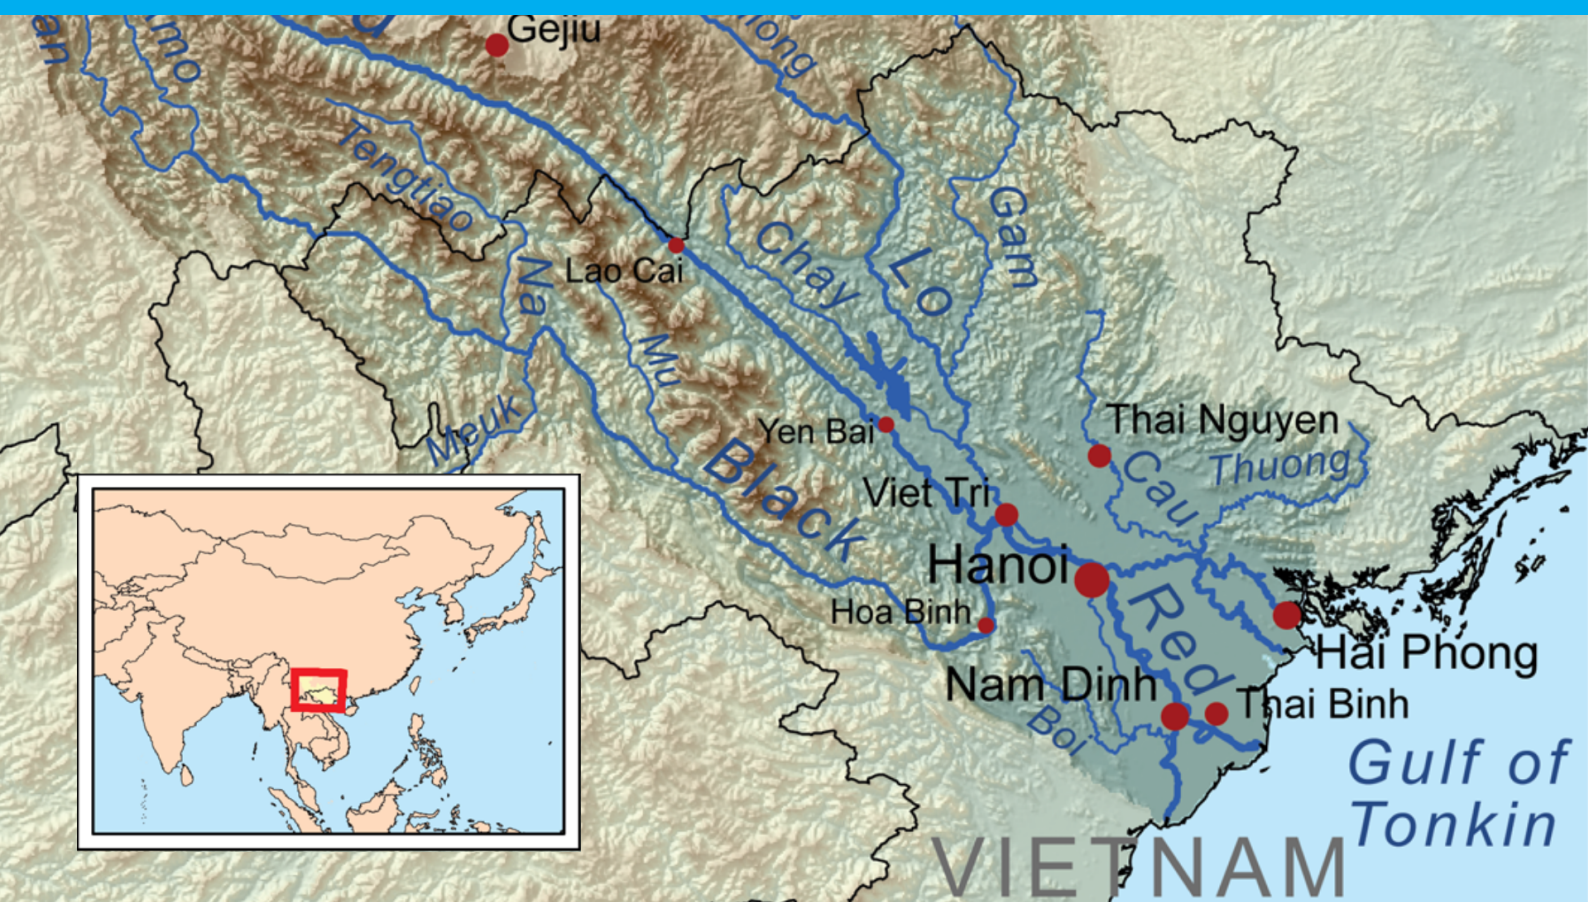 Gejiu
Tengtiao
Na
Lao Cai
Chay
Lo
Gam
Mu
Meuk
Yen Bai
Black
Thai Nguyen
Thuong
Cau
Viet Tri
Hanoi
Red
Hoa Binh
Hai Phong
Nam Dinh
Thai Binh
Boi
Gulf of
Tonkin
VIETNAM